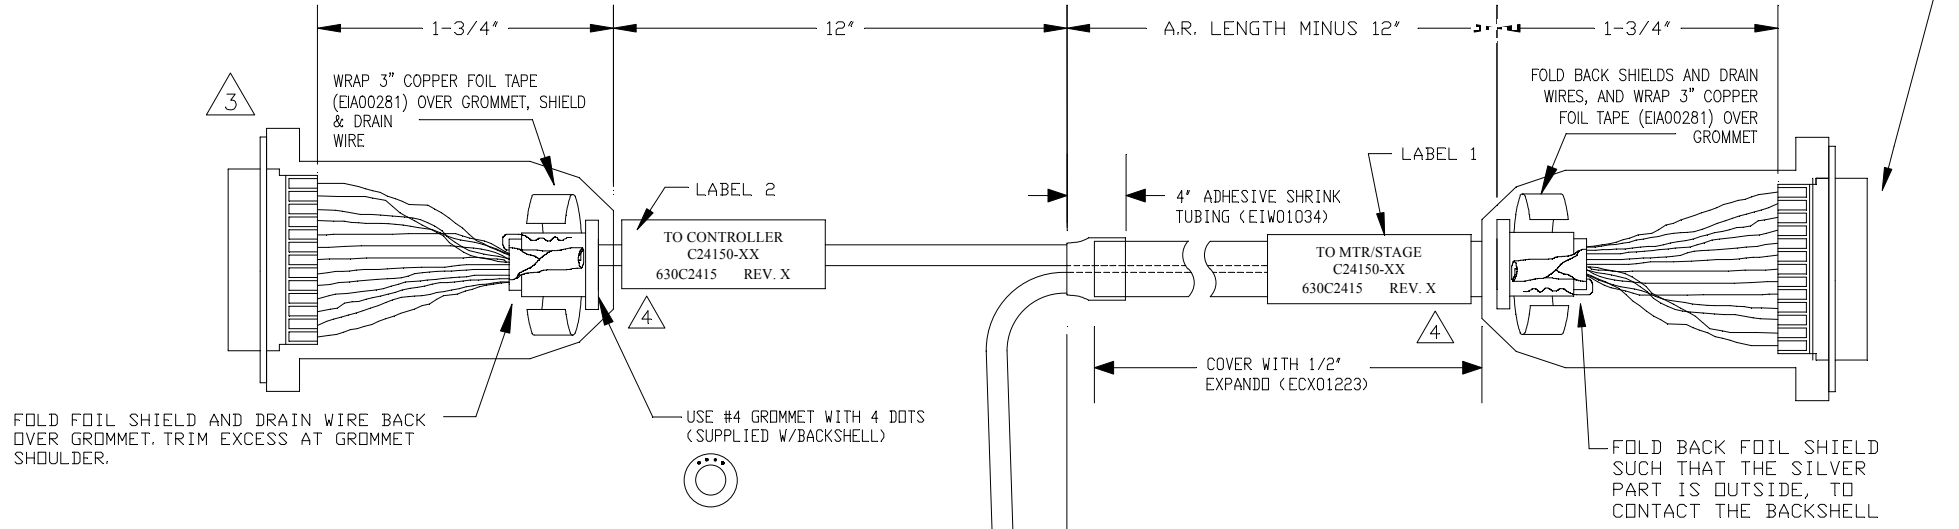 1-3/4"
12"
A.R. LENGTH MINUS 12"
1-3/4"
3
WRAP 3" COPPER FOIL TAPE
(EIA00281) OVER GROMMET, SHIELD
& DRAIN
WIRE
FOLD BACK SHIELDS AND DRAIN
WIRES, AND WRAP 3" COPPER
FOIL TAPE (EIA00281) OVER
GROMMET
LABEL 2
LABEL 1
4" ADHESIVE SHRINK
TUBING (EIW01034)
TO CONTROLLER
C24150-XX
630C2415 REV. X
TO MTR/STAGE
C24150-XX
630C2415 REV. X
4
4
COVER WITH 1/2"
EXPANDO (ECX01223)
FOLD FOIL SHIELD AND DRAIN WIRE BACK
OVER GROMMET. TRIM EXCESS AT GROMMET
SHOULDER.
USE #4 GROMMET WITH 4 DOTS
(SUPPLIED W/BACKSHELL)
FOLD BACK FOIL SHIELD
SUCH THAT THE SILVER
PART IS OUTSIDE, TO
CONTACT THE BACKSHELL